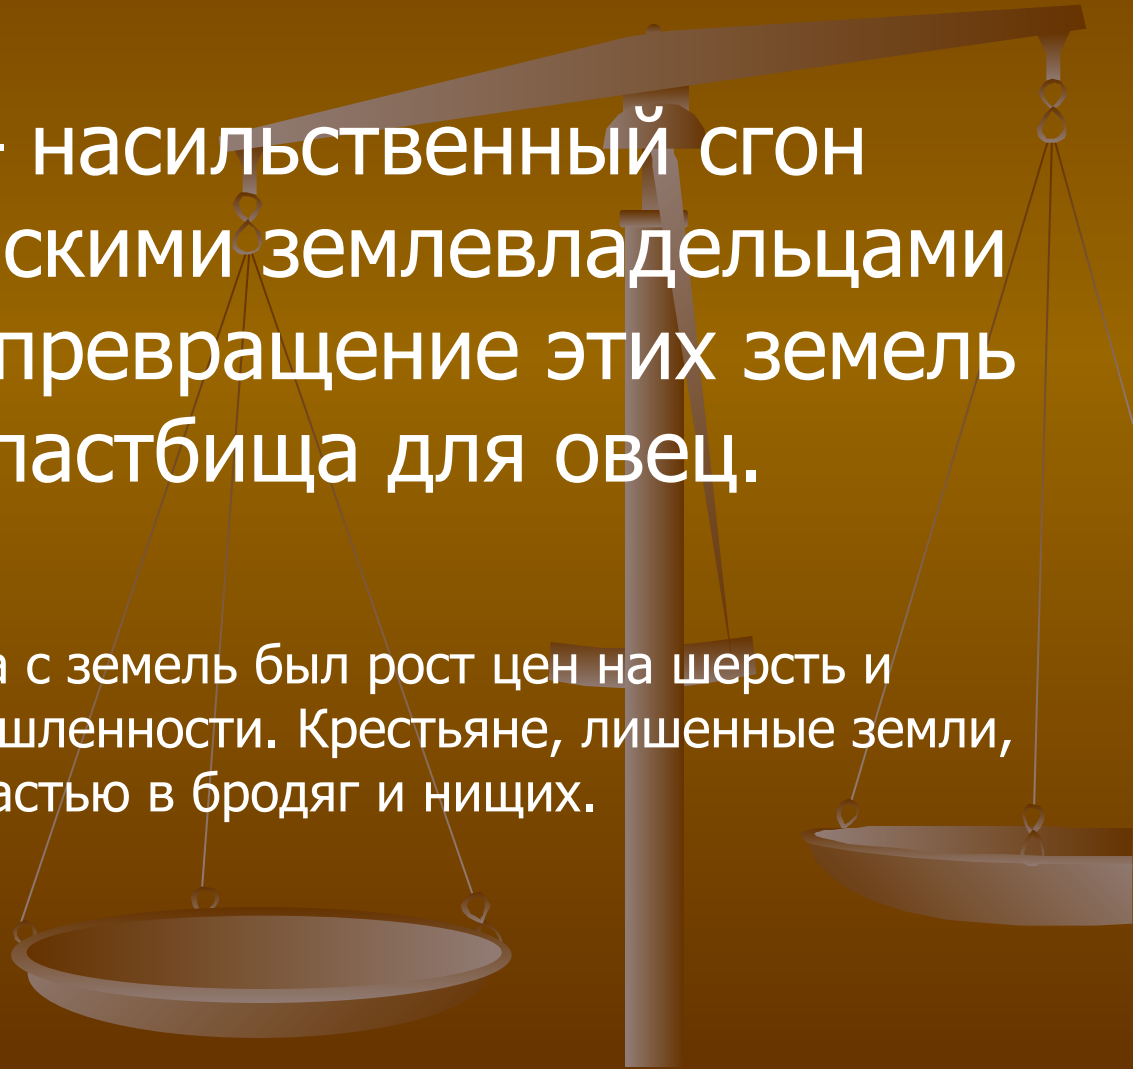 - насильственный сгон
скими землевладельцами
превращение этих земель
пастбища для овец.
а с земель был рост цен на шерсть и
шленности. Крестьяне, лишенные земли,
астью в бродяг и нищих.